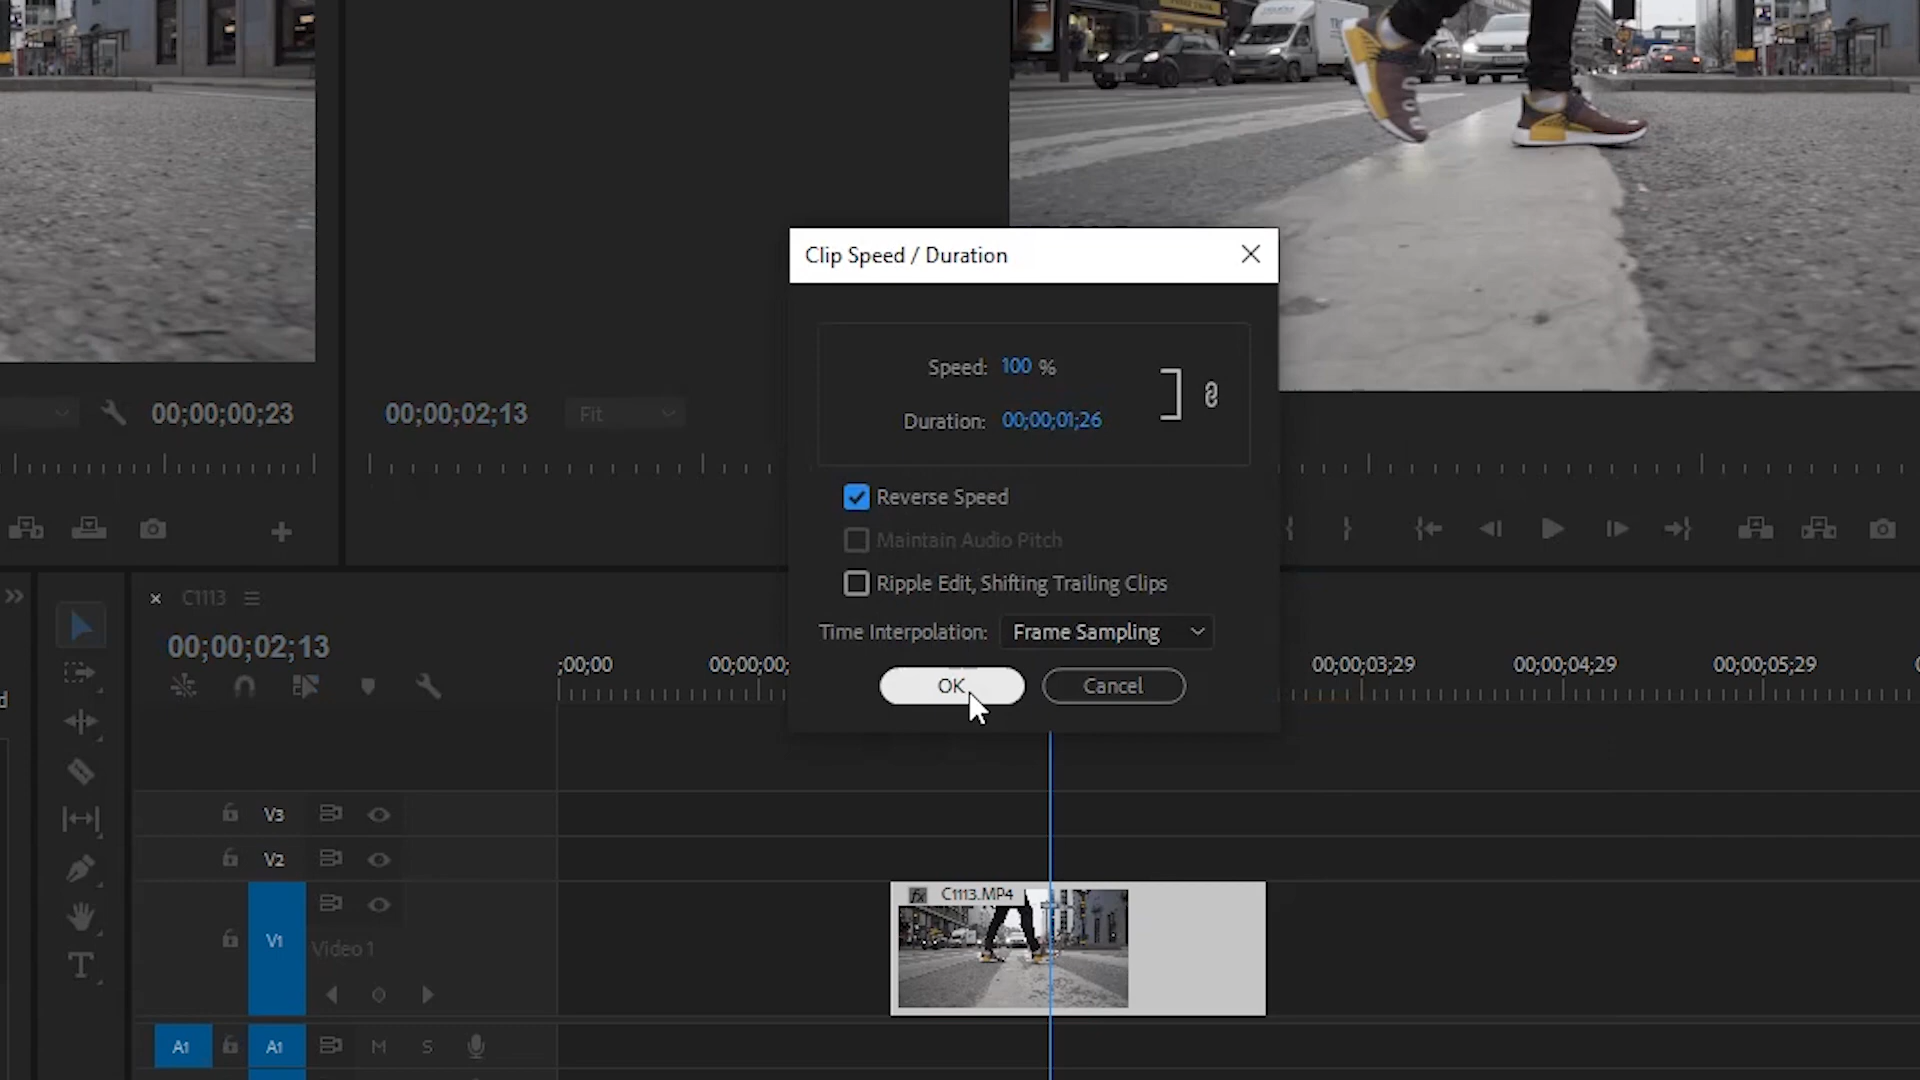 Clip Speed / Duration
Speed: 100 %
Duration: 00;00;01;26
Reverse Speed
Maintain Audio Pitch
Ripple Edit, Shifting Trailing Clips
Time Interpolation: Frame Sampling
OK
Cancel
00;00;00;23
00;00;02;13
Fit
C1113
00;00;02;13
;00;00
00;00;00;
00;00;03;29
00;00;04;29
00;00;05;29
V3
V2
C1113.MP4
V1
Video 1
A1
A1
M
S